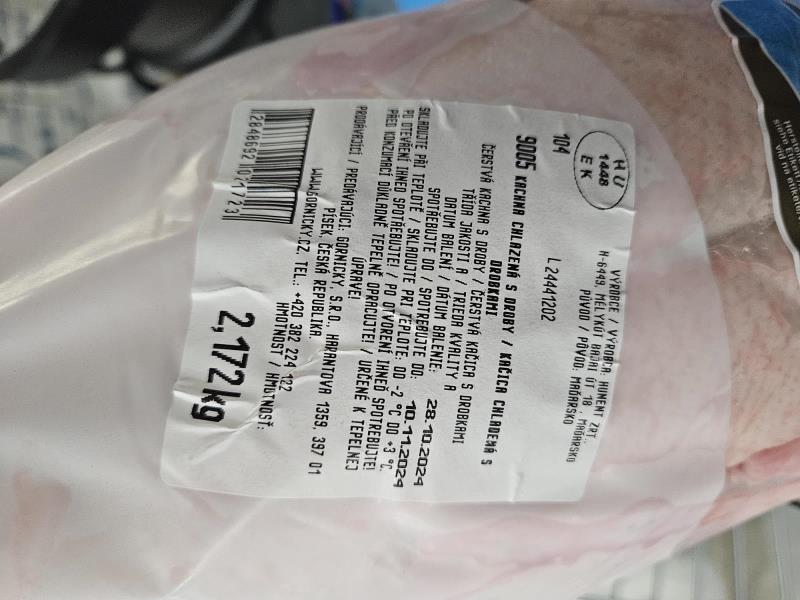 HU
1448
EK
VÝROBCE / VÝROBCA: HUNENT ZRT.
H-6449, MÉLYKÚT BAJAI ÚT 18, MAĎARSKO
PŮVOD / PÔVOD: MAĎARSKO
104
L 24441202
9005 KACHNA CHLAZENÁ S DROBY / KAČICA CHLADENÁ S
DROBKAMI
ČERSTVÁ KACHNA S DROBY / ČERSTVÁ KAČICA S DROBKAMI
TŘÍDA JAKOSTI A / TRIEDA KVALITY A
DATUM BALENÍ / DÁTUM BALENIE: 28.10.2024
SPOTŘEBUJTE DO / SPOTREBUJTE DO: 10.11.2024
SKLADUJTE PŘI TEPLOTĚ / SKLADUJTE PRI TEPLOTE: DO -2 °C DO +3 °C.
PO OTEVŘENÍ IHNED SPOTŘEBUJTE! / PO OTVORENÍ IHNEĎ SPOTREBUJTE!
PŘED KONZUMACÍ DŮKLADNĚ TEPELNĚ OPRACUJTE! / URČENÉ K TEPELNEJ
ÚPRAVE!
PRODÁVAJÍCÍ / PREDÁVAJÚCI: GORNICKÝ, S.R.O., HARANTOVA 1359, 397 01
PÍSEK, ČESKÁ REPUBLIKA
WWW.GORNICKY.CZ, TEL.: +420 382 224 122
HMOTNOST / HMOTNOSŤ:
2,172kg
2848692101723